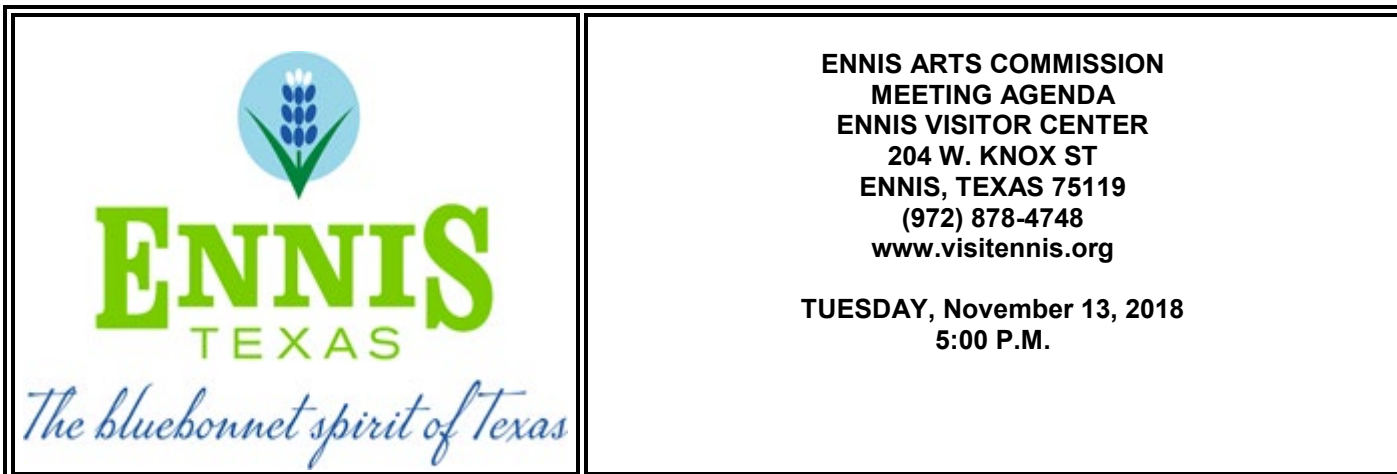 ENNIS
TEXAS
The bluebonnet spirit of Texas
ENNIS ARTS COMMISSION
MEETING AGENDA
ENNIS VISITOR CENTER
204 W. KNOX ST
ENNIS, TEXAS 75119
(972) 878-4748
www.visitennis.org
TUESDAY, November 13, 2018
5:00 P.M.